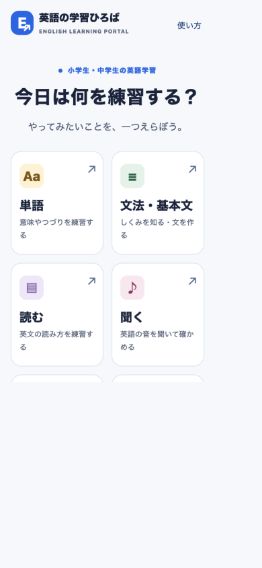 英語の学習ひろば
ENGLISH LEARNING PORTAL
使い方
小学生・中学生の英語学習
今日は何を練習する？
やってみたいことを、一つえらぼう。
Aa
単語
意味やつづりを練習す
る
文法・基本文
しくみを知る・文を作
る
読む
英文の読み方を練習す
る
聞く
英語の音を聞いて確か
める